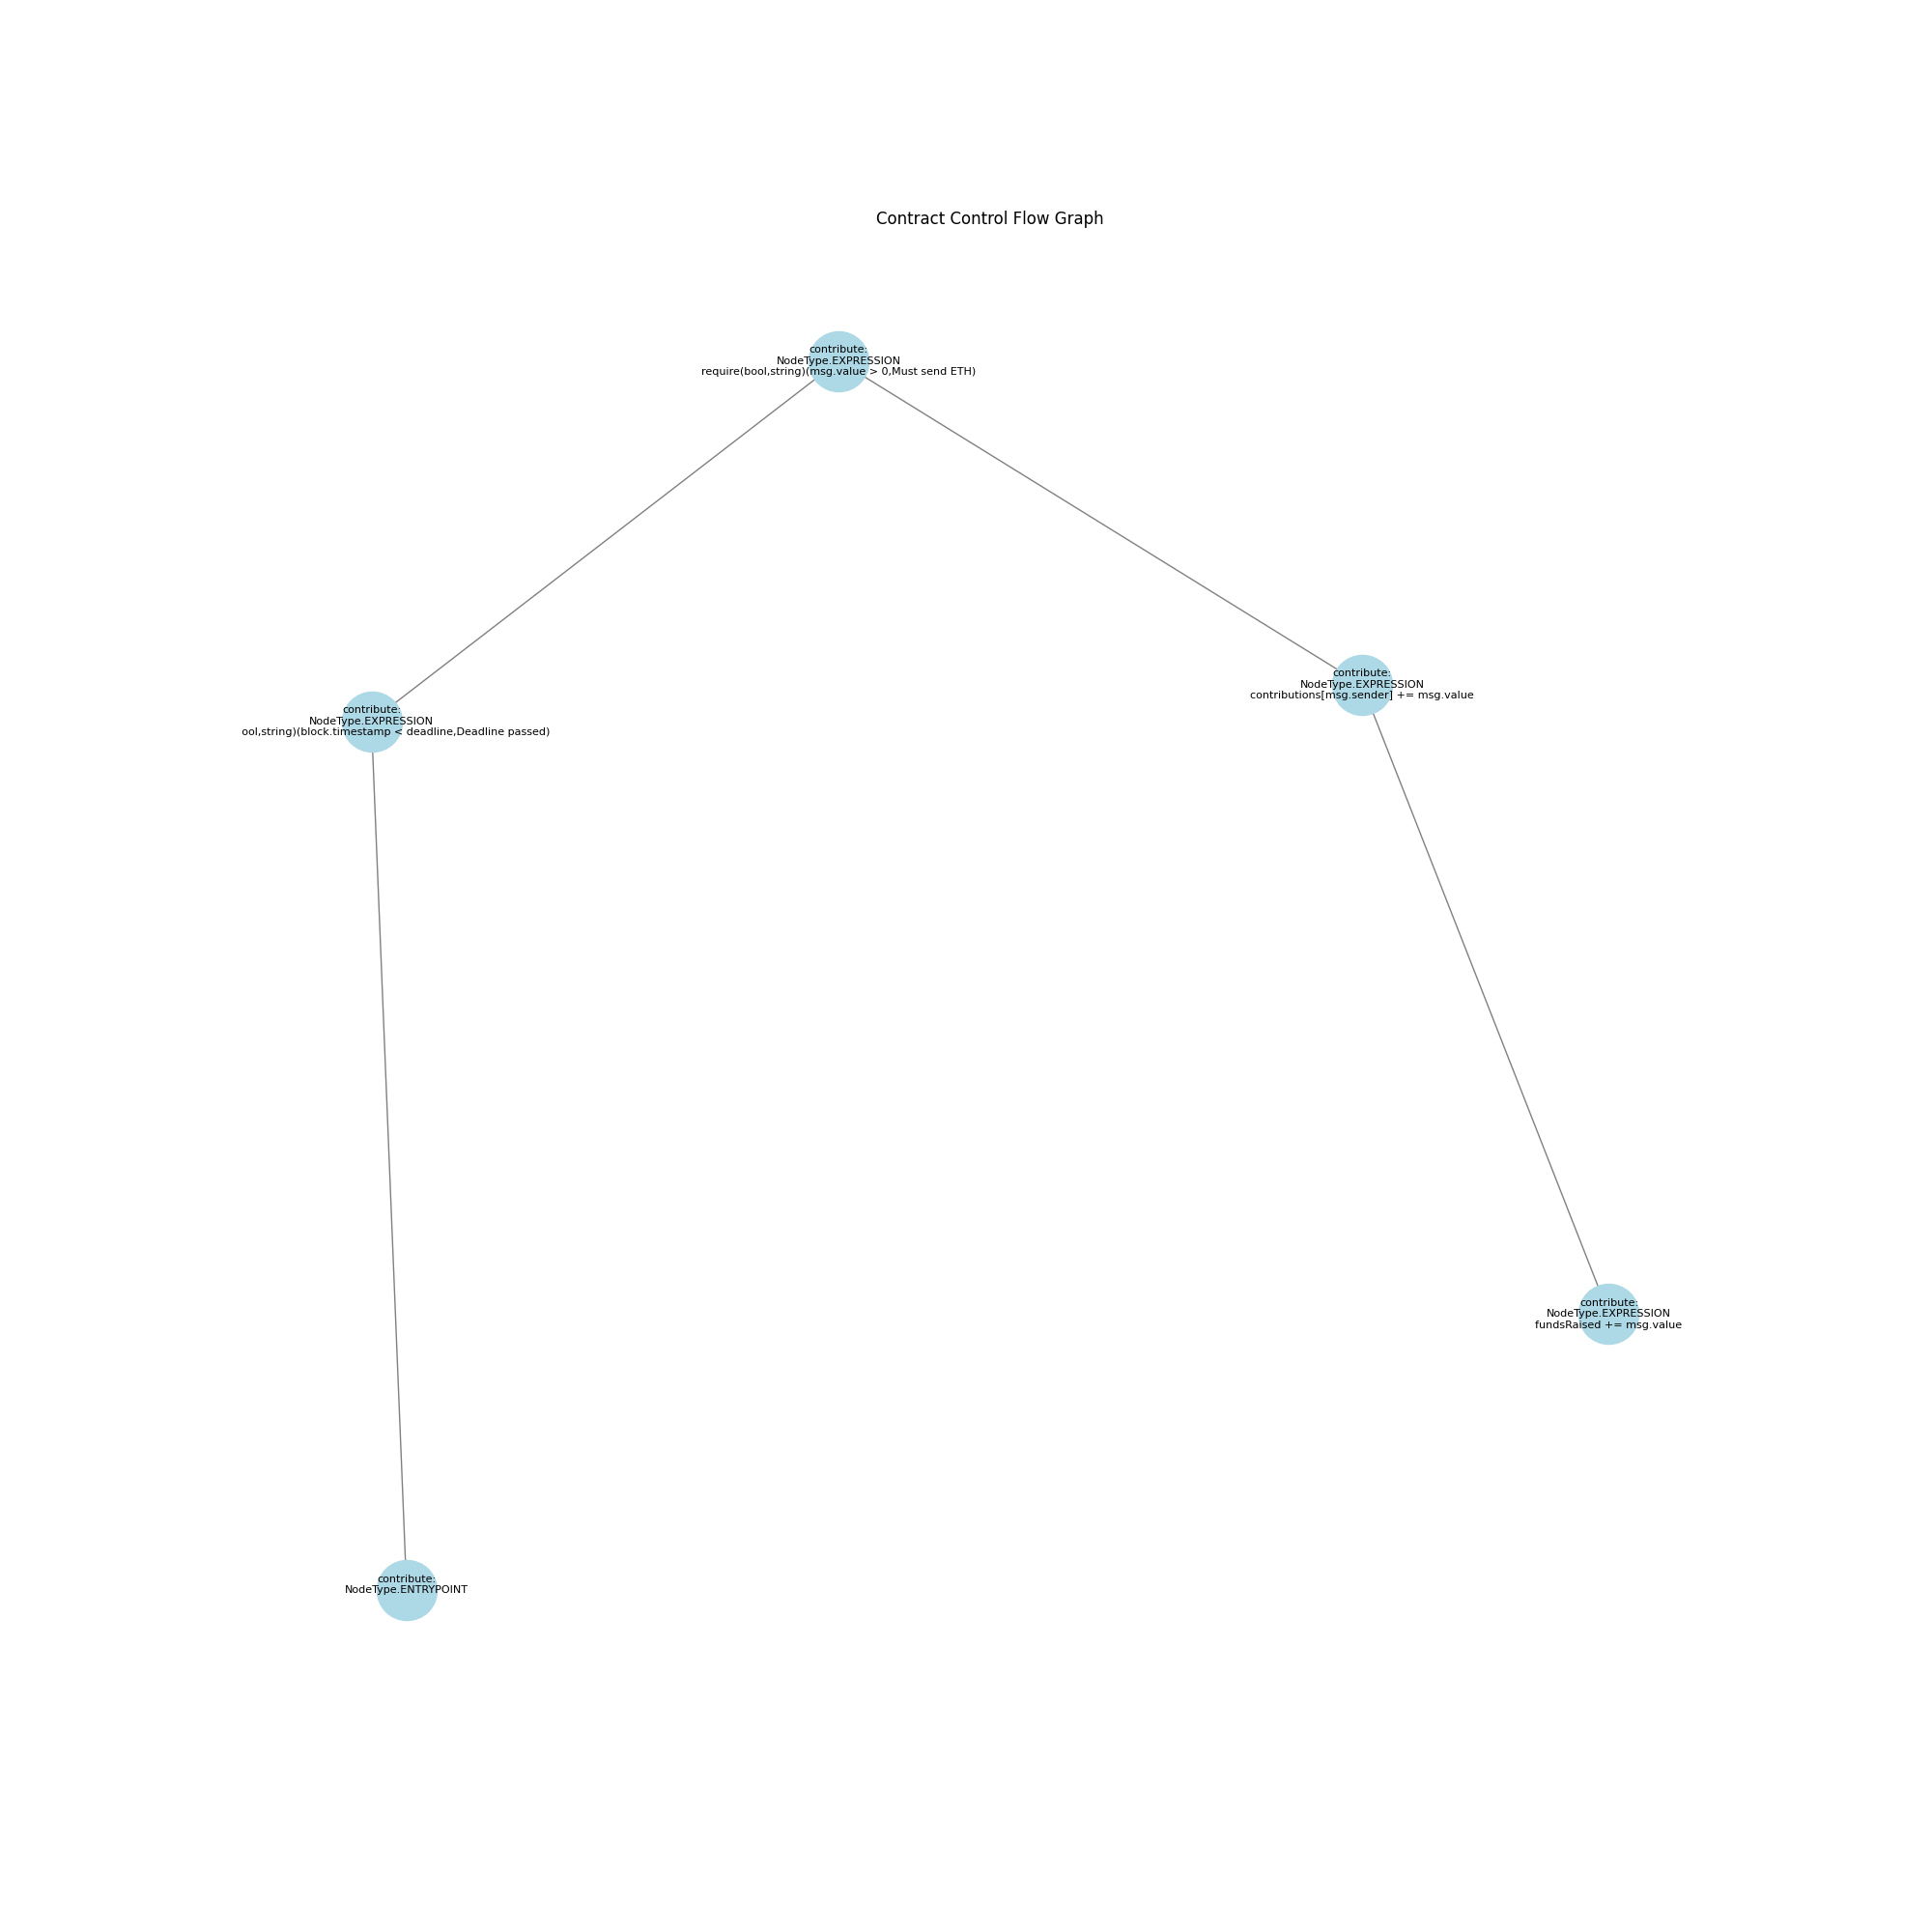 Contract Control Flow Graph
contribute:
NodeType.EXPRESSION
require(bool,string)(msg.value > 0,Must send ETH)
contribute:
NodeType.EXPRESSION
contributions[msg.sender] += msg.value
contribute:
NodeType.EXPRESSION
ool,string)(block.timestamp < deadline,Deadline passed)
contribute:
NodeType.EXPRESSION
fundsRaised += msg.value
contribute:
NodeType.ENTRYPOINT